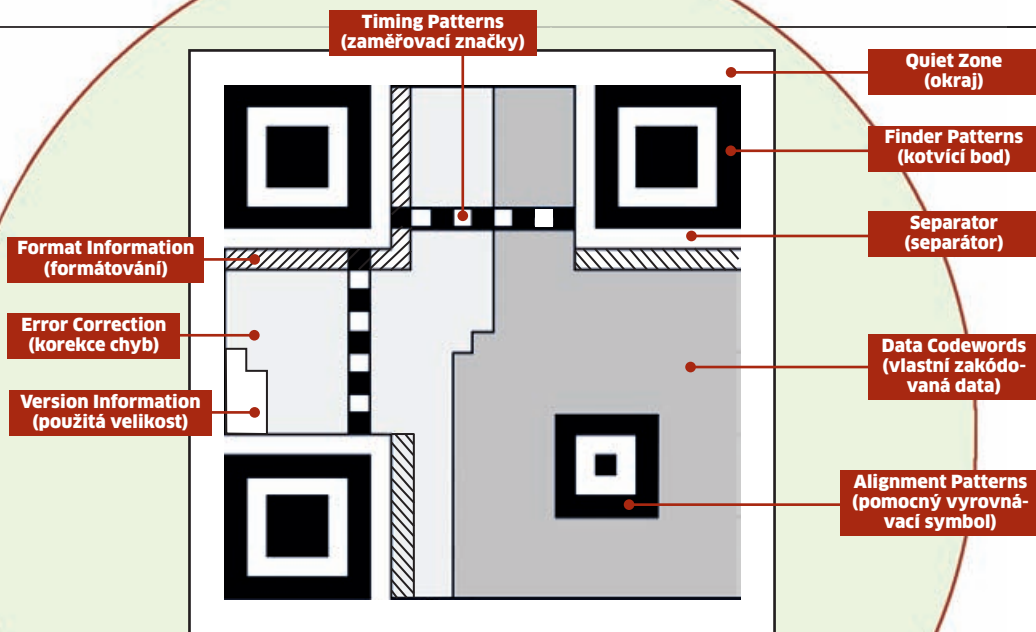 Timing Patterns
(zaměřovací značky)
Quiet Zone
(okraj)
Finder Patterns
(kotvící bod)
Separator
(separátor)
Format Information
(formátování)
Error Correction
(korekce chyb)
Data Codewords
(vlastní zakódo-
vaná data)
Version Information
(použitá velikost)
Alignment Patterns
(pomocný vyrovná-
vací symbol)